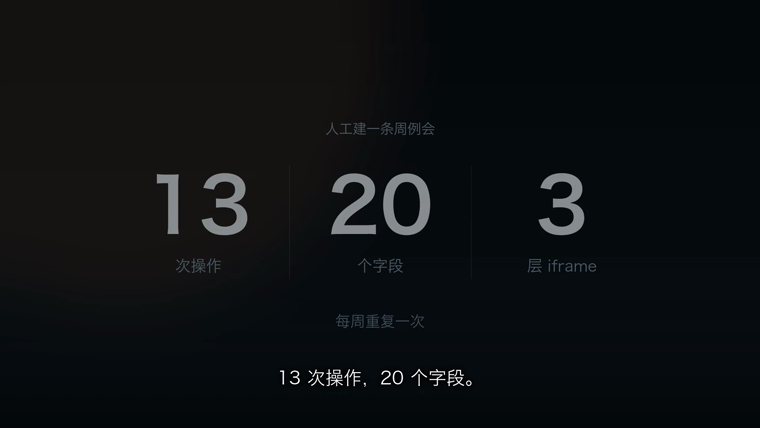 人工建一条周例会
13 20 3
次操作 个字段 层 iframe
每周重复一次
13 次操作，20 个字段。